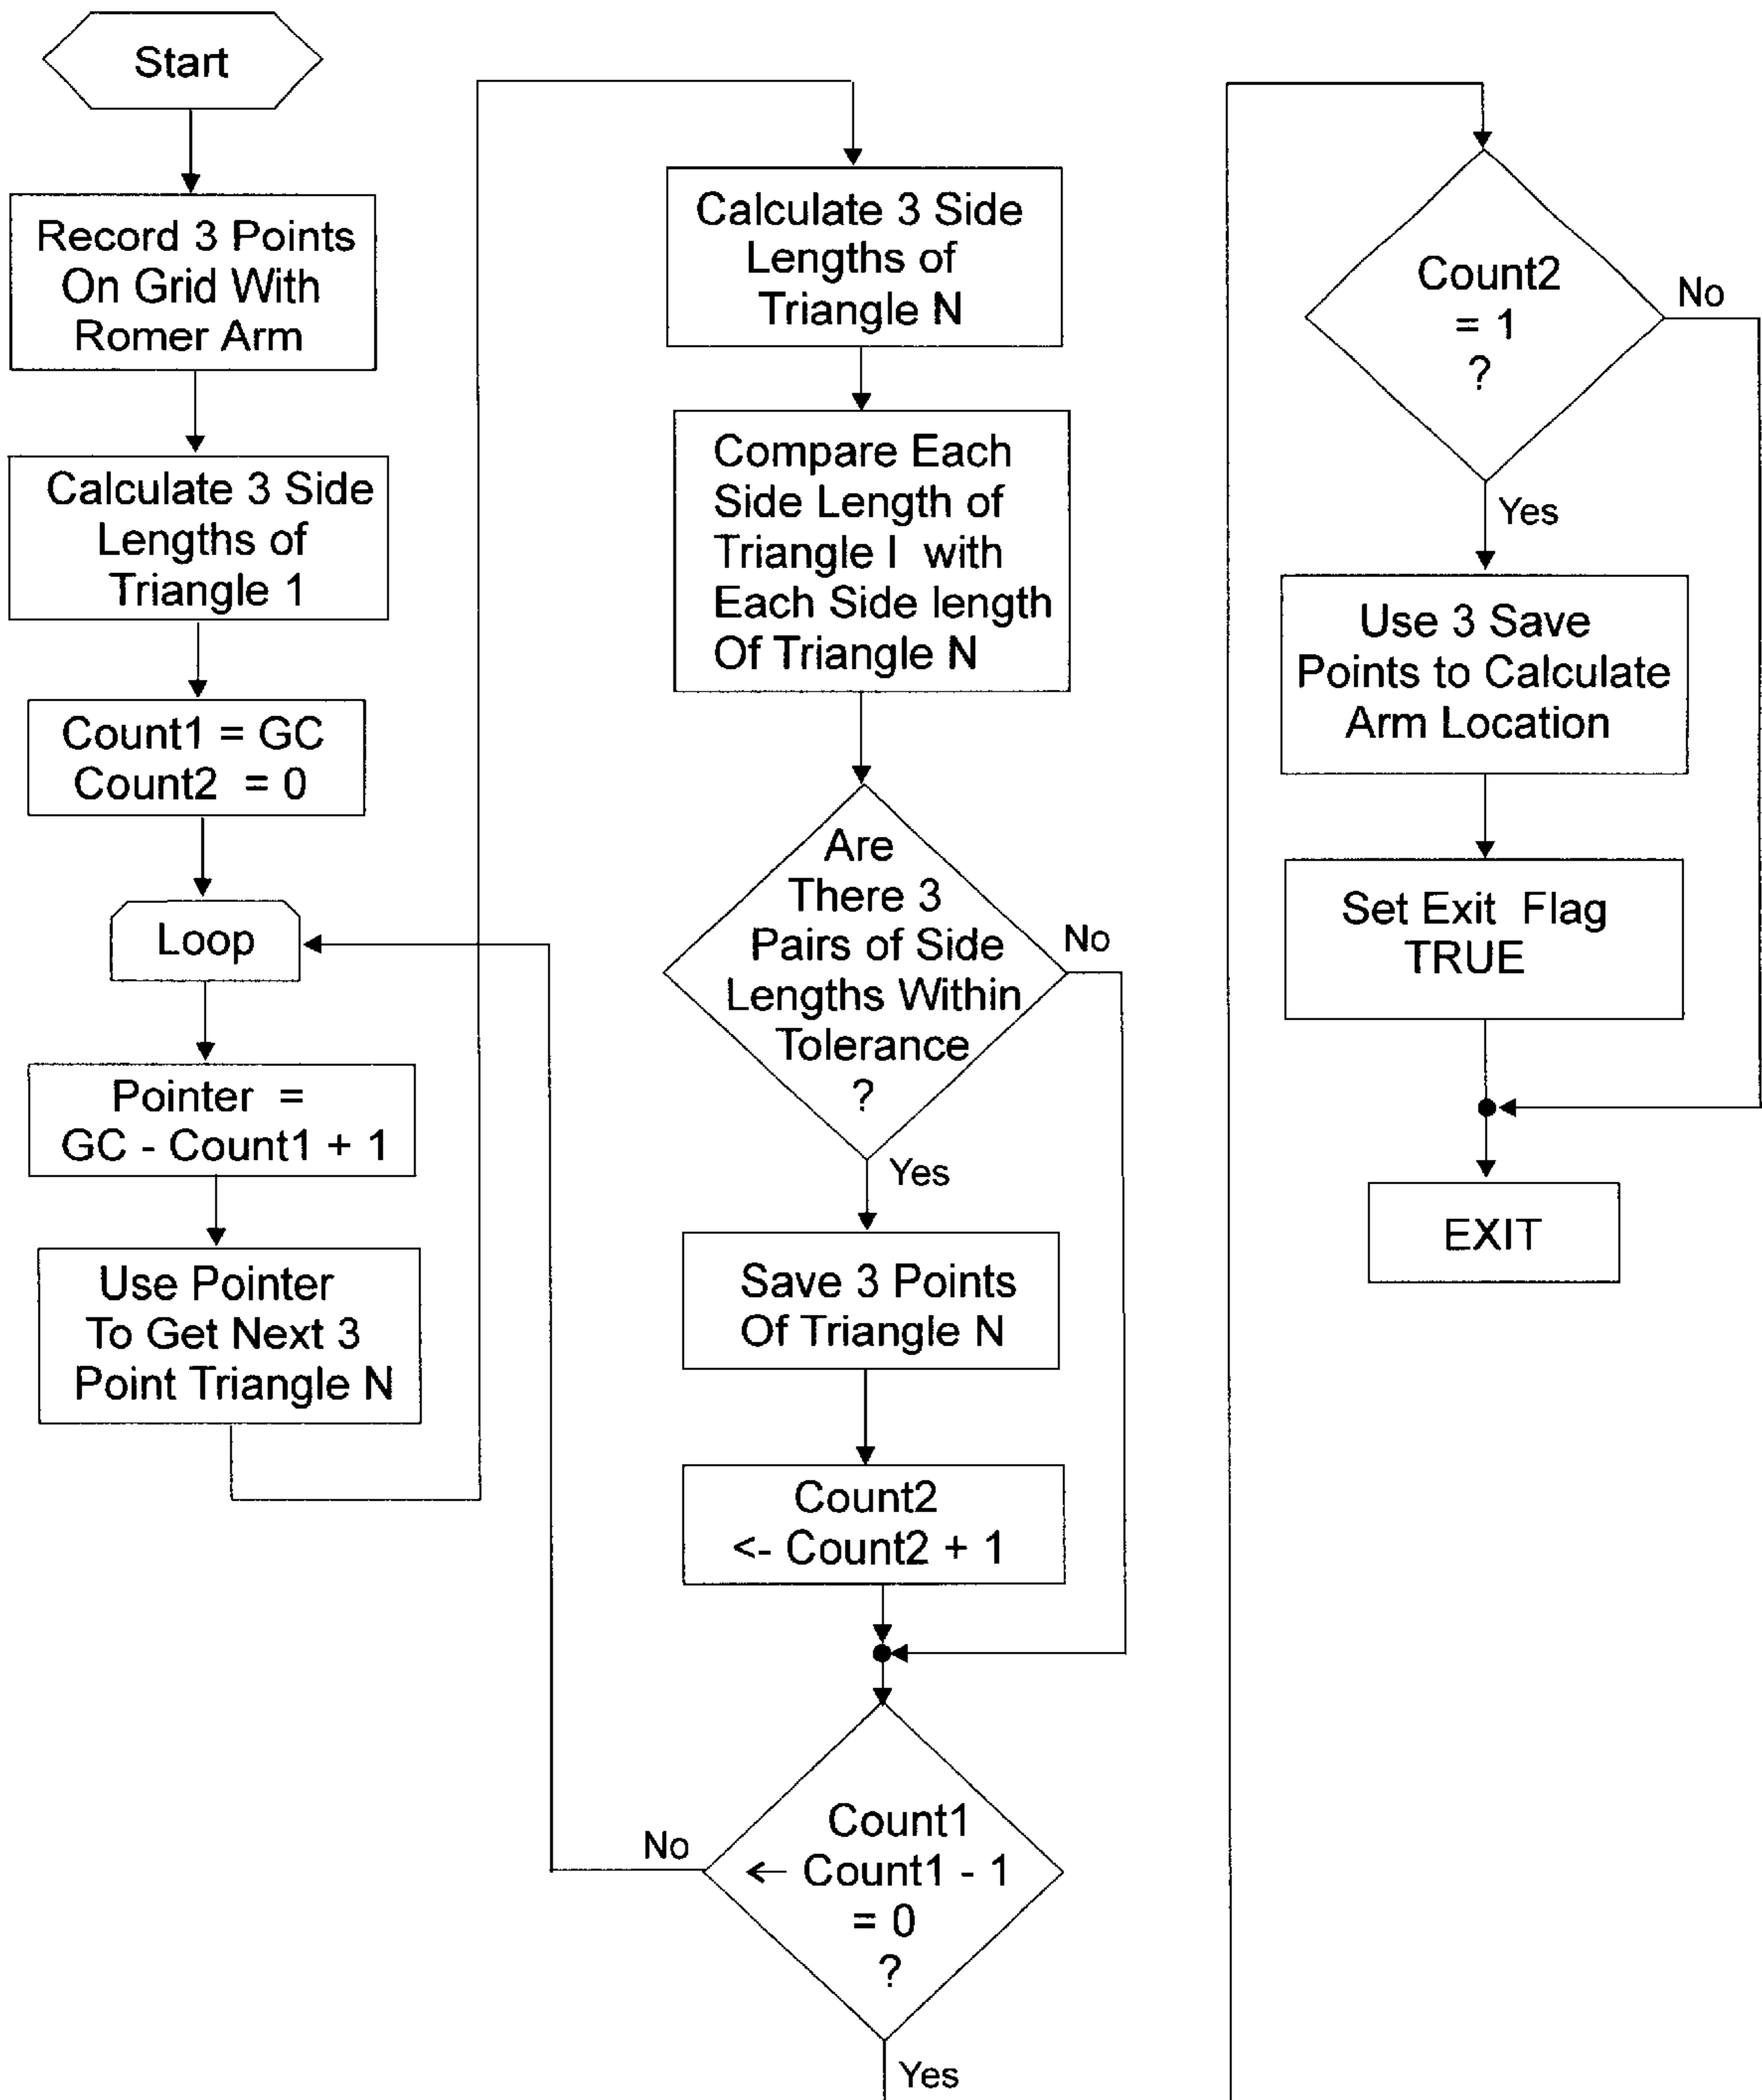 Start
Record 3 Points
On Grid With
Romer Arm
Calculate 3 Side
Lengths of
Triangle 1
Count1 = GC
Count2 = 0
Loop
Pointer =
GC - Count1 + 1
Use Pointer
To Get Next 3
Point Triangle N
Calculate 3 Side
Lengths of
Triangle N
Compare Each
Side Length of
Triangle I with
Each Side length
Of Triangle N
Are
There 3
Pairs of Side
Lengths Within
Tolerance
?
No
Yes
Save 3 Points
Of Triangle N
Count2
<- Count2 + 1
Count1
← Count1 - 1
= 0
?
No
Yes
Count2
= 1
?
No
Yes
Use 3 Save
Points to Calculate
Arm Location
Set Exit Flag
TRUE
EXIT